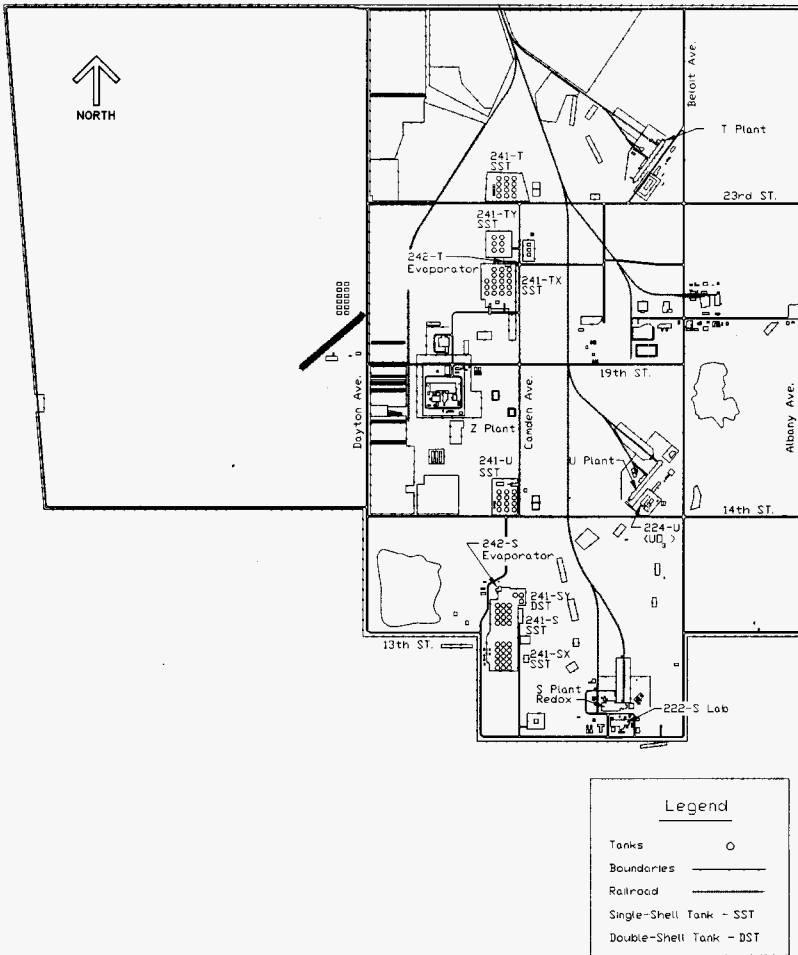 NORTH
Beloit Ave.
T Plant
241-T
SST
23rd ST.
241-TY
SST
242-T
Evaporator
241-TX
SST
19th ST.
Dayton Ave.
Camden Ave.
Albany Ave.
Z Plant
241-U
SST
U Plant
14th ST.
224-U
(UO3)
242-S
Evaporator
241-SY
DST
241-S
SST
13th ST.
241-SX
SST
S Plant
Redox
222-S Lab
Legend
Tanks
Boundaries
Railroad
Single-Shell Tank - SST
Double-Shell Tank - DST